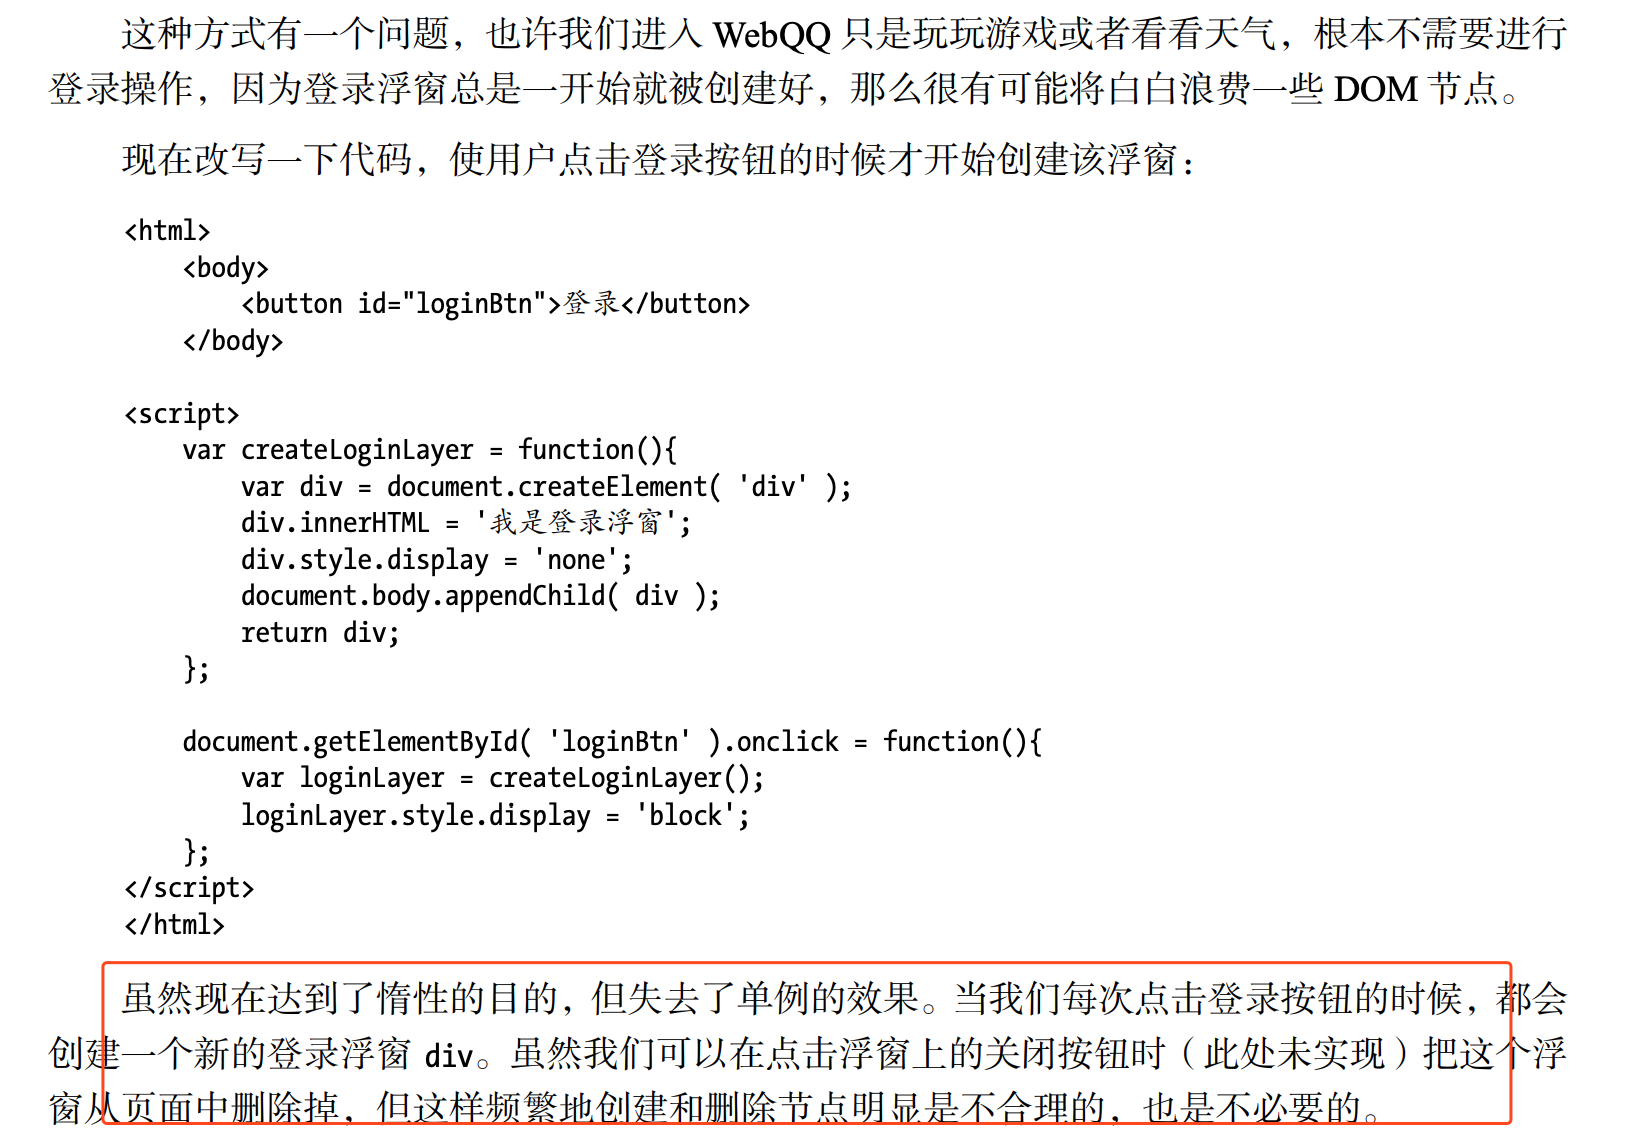 这种方式有一个问题，也许我们进入 WebQQ 只是玩玩游戏或者看看天气，根本不需要进行
登录操作，因为登录浮窗总是一开始就被创建好，那么很有可能将白白浪费一些 DOM 节点。
现在改写一下代码，使用户点击登录按钮的时候才开始创建该浮窗：
<html>
    <body>
        <button id="loginBtn">登录</button>
    </body>
<script>
    var createLoginLayer = function(){
        var div = document.createElement( 'div' );
        div.innerHTML = '我是登录浮窗';
        div.style.display = 'none';
        document.body.appendChild( div );
        return div;
    };
    document.getElementById( 'loginBtn' ).onclick = function(){
        var loginLayer = createLoginLayer();
        loginLayer.style.display = 'block';
    };
</script>
</html>
虽然现在达到了惰性的目的，但失去了单例的效果。当我们每次点击登录按钮的时候，都会
创建一个新的登录浮窗 div。虽然我们可以在点击浮窗上的关闭按钮时（此处未实现）把这个浮
窗从页面中删除掉，但这样频繁地创建和删除节点明显是不合理的，也是不必要的。